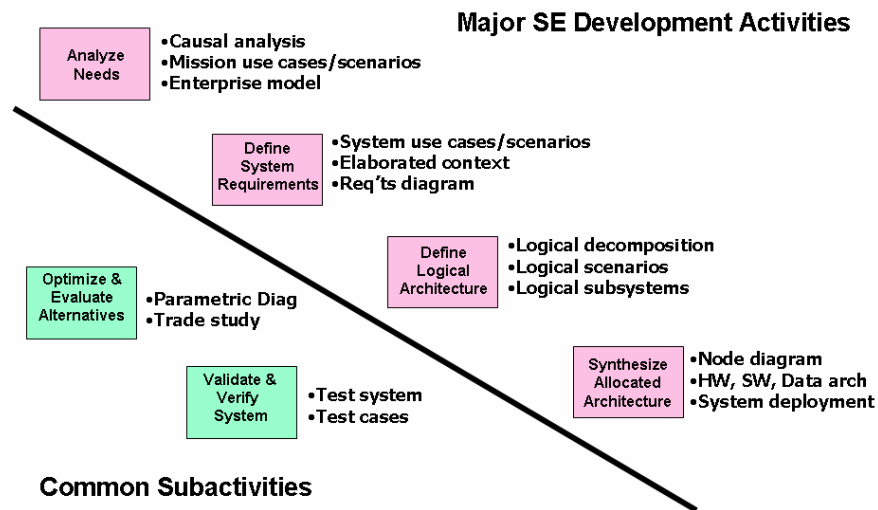 Major SE Development Activities
Analyze
Needs
•Causal analysis
•Mission use cases/scenarios
•Enterprise model
Define
System
Requirements
•System use cases/scenarios
•Elaborated context
•Req'ts diagram
Define
Logical
Architecture
•Logical decomposition
•Logical scenarios
•Logical subsystems
Optimize &
Evaluate
Alternatives
•Parametric Diag
•Trade study
Synthesize
Allocated
Architecture
•Node diagram
•HW, SW, Data arch
•System deployment
Validate &
Verify
System
•Test system
•Test cases
Common Subactivities